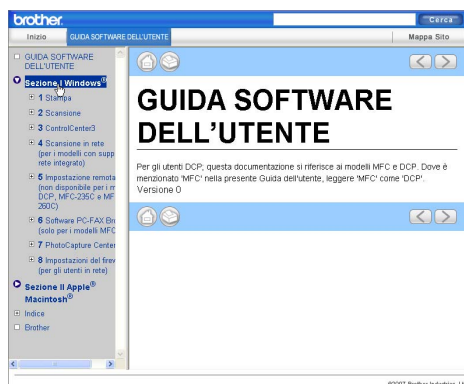 brother.
Cerca
Inizio
GUIDA SOFTWARE DELL'UTENTE
Mappa Sito
GUIDA SOFTWARE
DELL'UTENTE
Sezione I Windows®
1 Stampa
2 Scansione
3 ControlCenter3
4 Scansione in rete
(per i modelli con supp
rete integrato)
5 Impostazione remota
(non disponibile per i m
DCP, MFC-235C e MF
260C)
6 Software PC-FAX Bro
(solo per i modelli MFC
7 PhotoCapture Center
8 Impostazioni del firew
(per gli utenti in rete)
Sezione II Apple®
Macintosh®
Indice
Brother
GUIDA SOFTWARE
DELL'UTENTE
Per gli utenti DCP; questa documentazione si riferisce ai modelli MFC e DCP. Dove è
menzionato 'MFC' nella presente Guida dell'utente, leggere 'MFC' come 'DCP'.
Versione 0
©2007 Brother Industries, Lt